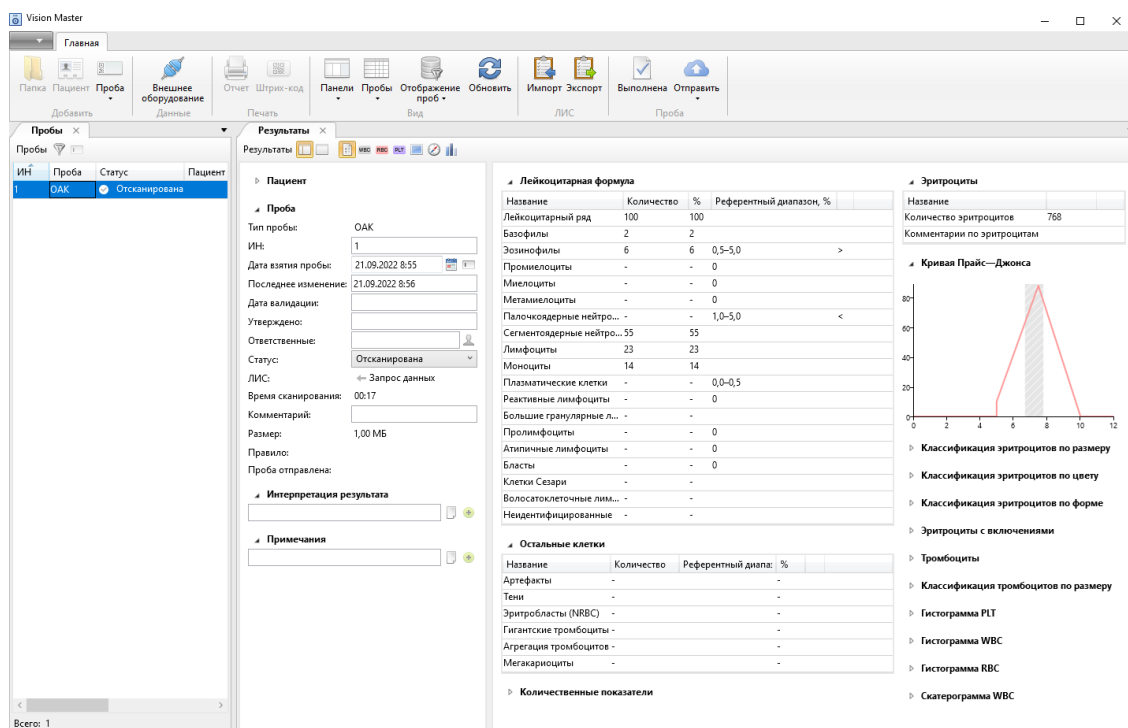 Vision Master
Главная
Папка Пациент Проба Внешнее оборудование Отчет Штрих-код Панели Пробы Отображение проб Обновить Импорт Экспорт Выполнена Отправить
Добавить Данные Печать Вид ЛИС Проба
Пробы
Пробы
ИН Проба Статус Пациент
1 ОАК Отсканирована
Всего: 1
Результаты
Результаты WBC RBC PLT
Пациент
Проба
Тип пробы: ОАК
ИН: 1
Дата взятия пробы: 21.09.2022 8:55
Последнее изменение: 21.09.2022 8:56
Дата валидации:
Утверждено:
Ответственные:
Статус: Отсканирована
ЛИС: Запрос данных
Время сканирования: 00:17
Комментарий:
Размер: 1,00 МБ
Правило:
Проба отправлена:
Интерпретация результата
Примечания
Лейкоцитарная формула
Название Количество % Референтный диапазон, %
Лейкоцитарный ряд 100 100
Базофилы 2 2
Эозинофилы 6 6 0,5–5,0 >
Промиелоциты - - 0
Миелоциты - - 0
Метамиелоциты - - 0
Палочкоядерные нейтро... - - 1,0–5,0 <
Сегментоядерные нейтро... 55 55
Лимфоциты 23 23
Моноциты 14 14
Плазматические клетки - - 0,0–0,5
Реактивные лимфоциты - - 0
Большие гранулярные л... - -
Пролимфоциты - - 0
Атипичные лимфоциты - - 0
Бласты - - 0
Клетки Сезари - -
Волосатоклеточные лим... - -
Неидентифицированные - -
Остальные клетки
Название Количество Референтный диапа: %
Артефакты - -
Тени - -
Эритробласты (NRBC) - -
Гигантские тромбоциты - -
Агрегация тромбоцитов - -
Мегакариоциты - -
Количественные показатели
Эритроциты
Название
Количество эритроцитов 768
Комментарии по эритроцитам
Кривая Прайс—Джонса
80
60
40
20
0
0 2 4 6 8 10 12
Классификация эритроцитов по размеру
Классификация эритроцитов по цвету
Классификация эритроцитов по форме
Эритроциты с включениями
Тромбоциты
Классификация тромбоцитов по размеру
Гистограмма PLT
Гистограмма WBC
Гистограмма RBC
Скатерограмма WBC